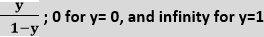 y/(1−y) ; 0 for y= 0, and infinity for y=1